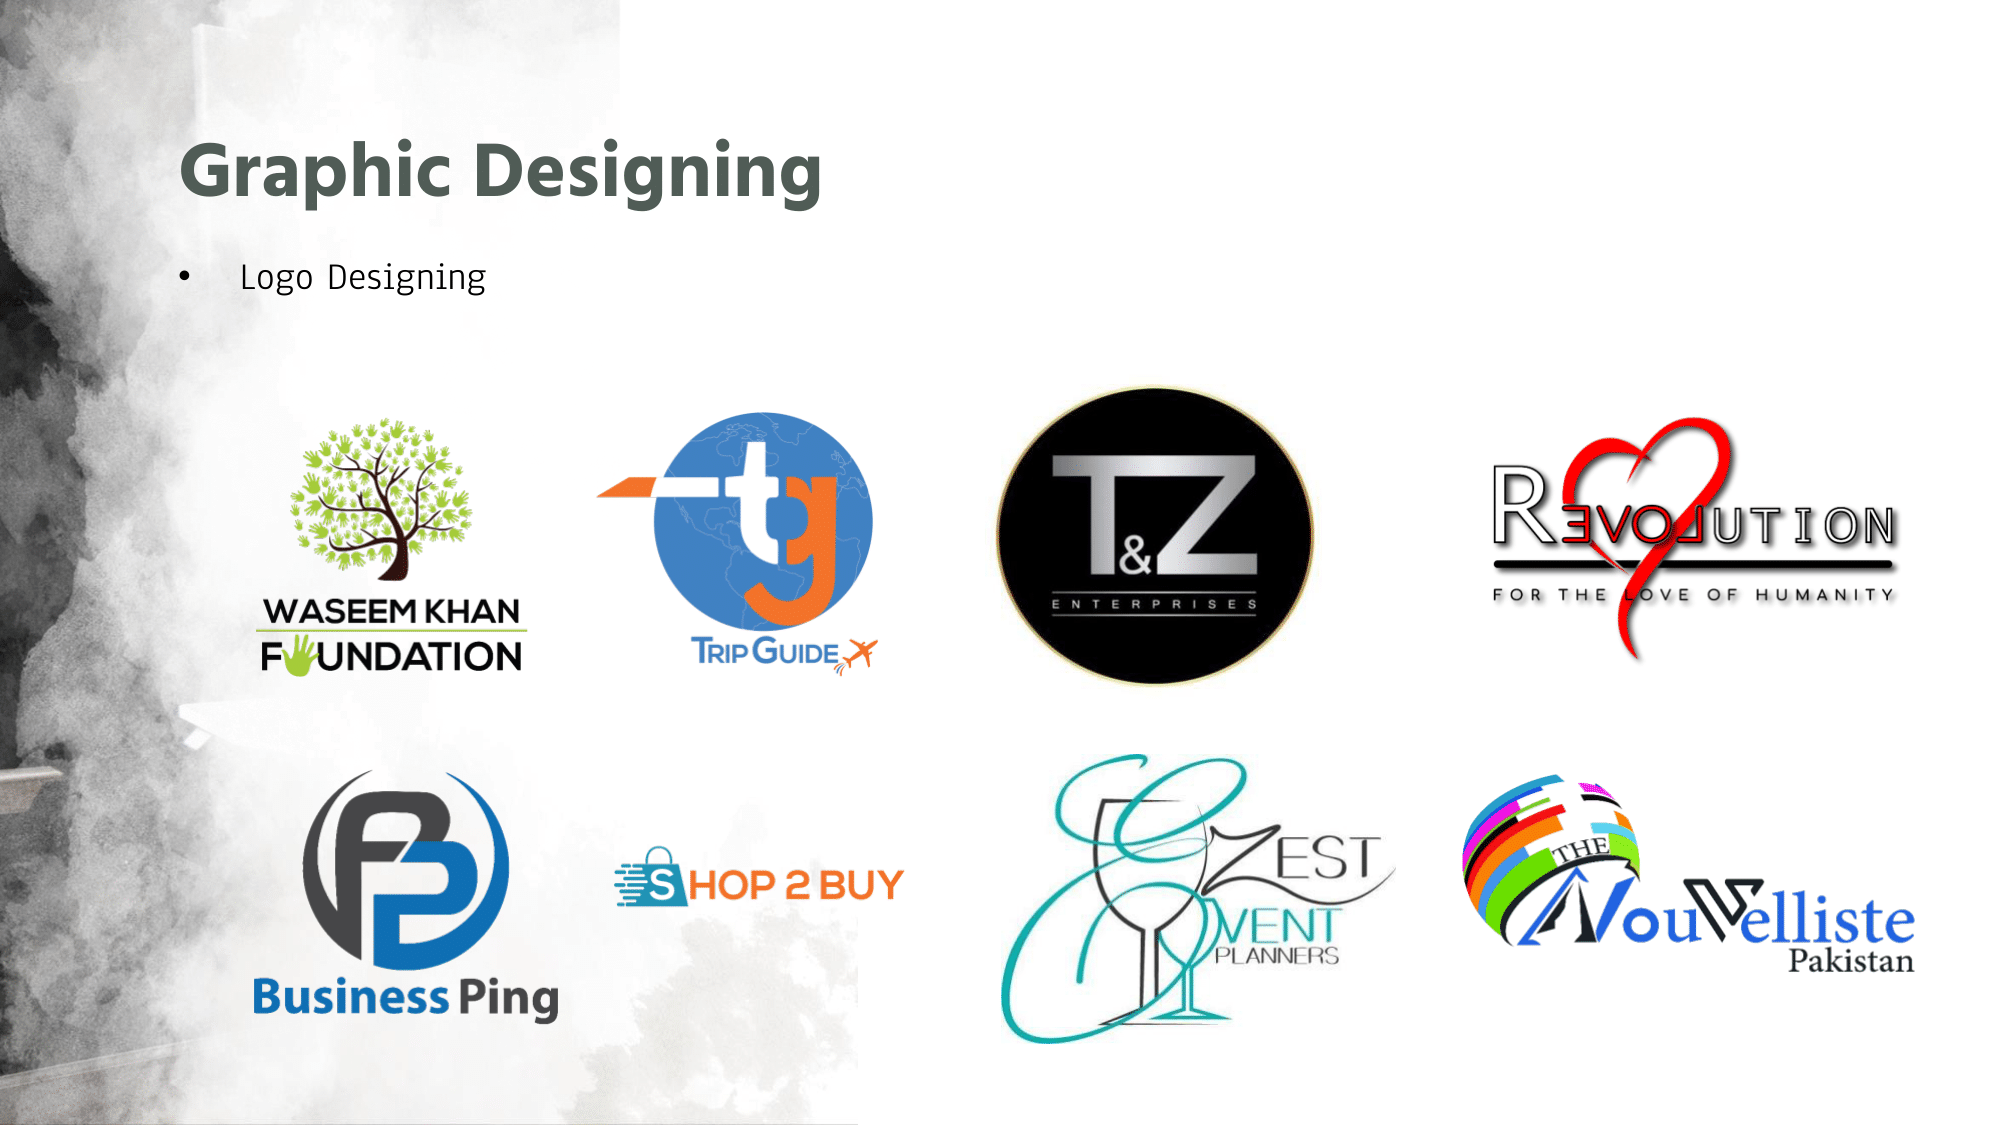 Graphic Designing
• Logo Designing
WASEEM KHAN
FOUNDATION
tg
TRIP GUIDE
T&Z
ENTERPRISES
REVOLUTION
FOR THE LOVE OF HUMANITY
Business Ping
SHOP 2 BUY
ZEST
EVENT
PLANNERS
THE
Nouvelliste
Pakistan